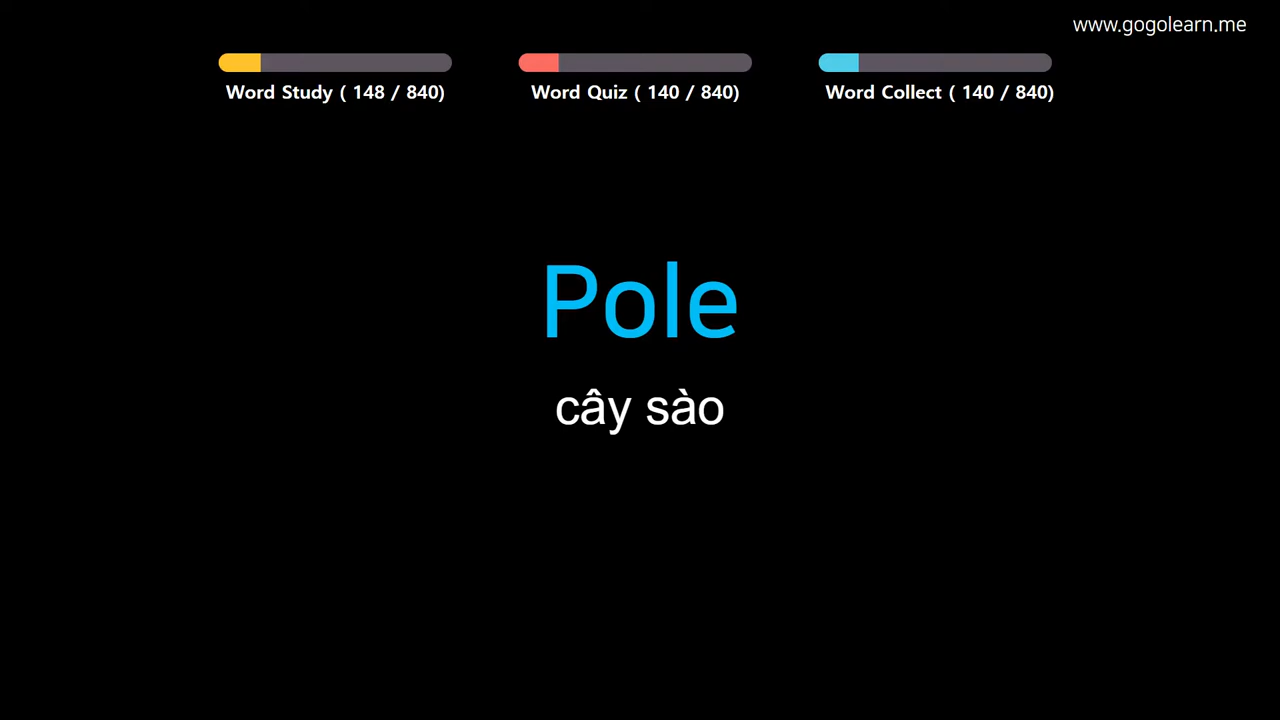 www.gogolearn.me
Word Study ( 148 / 840)
Word Quiz ( 140 / 840)
Word Collect ( 140 / 840)
Pole
cây sào